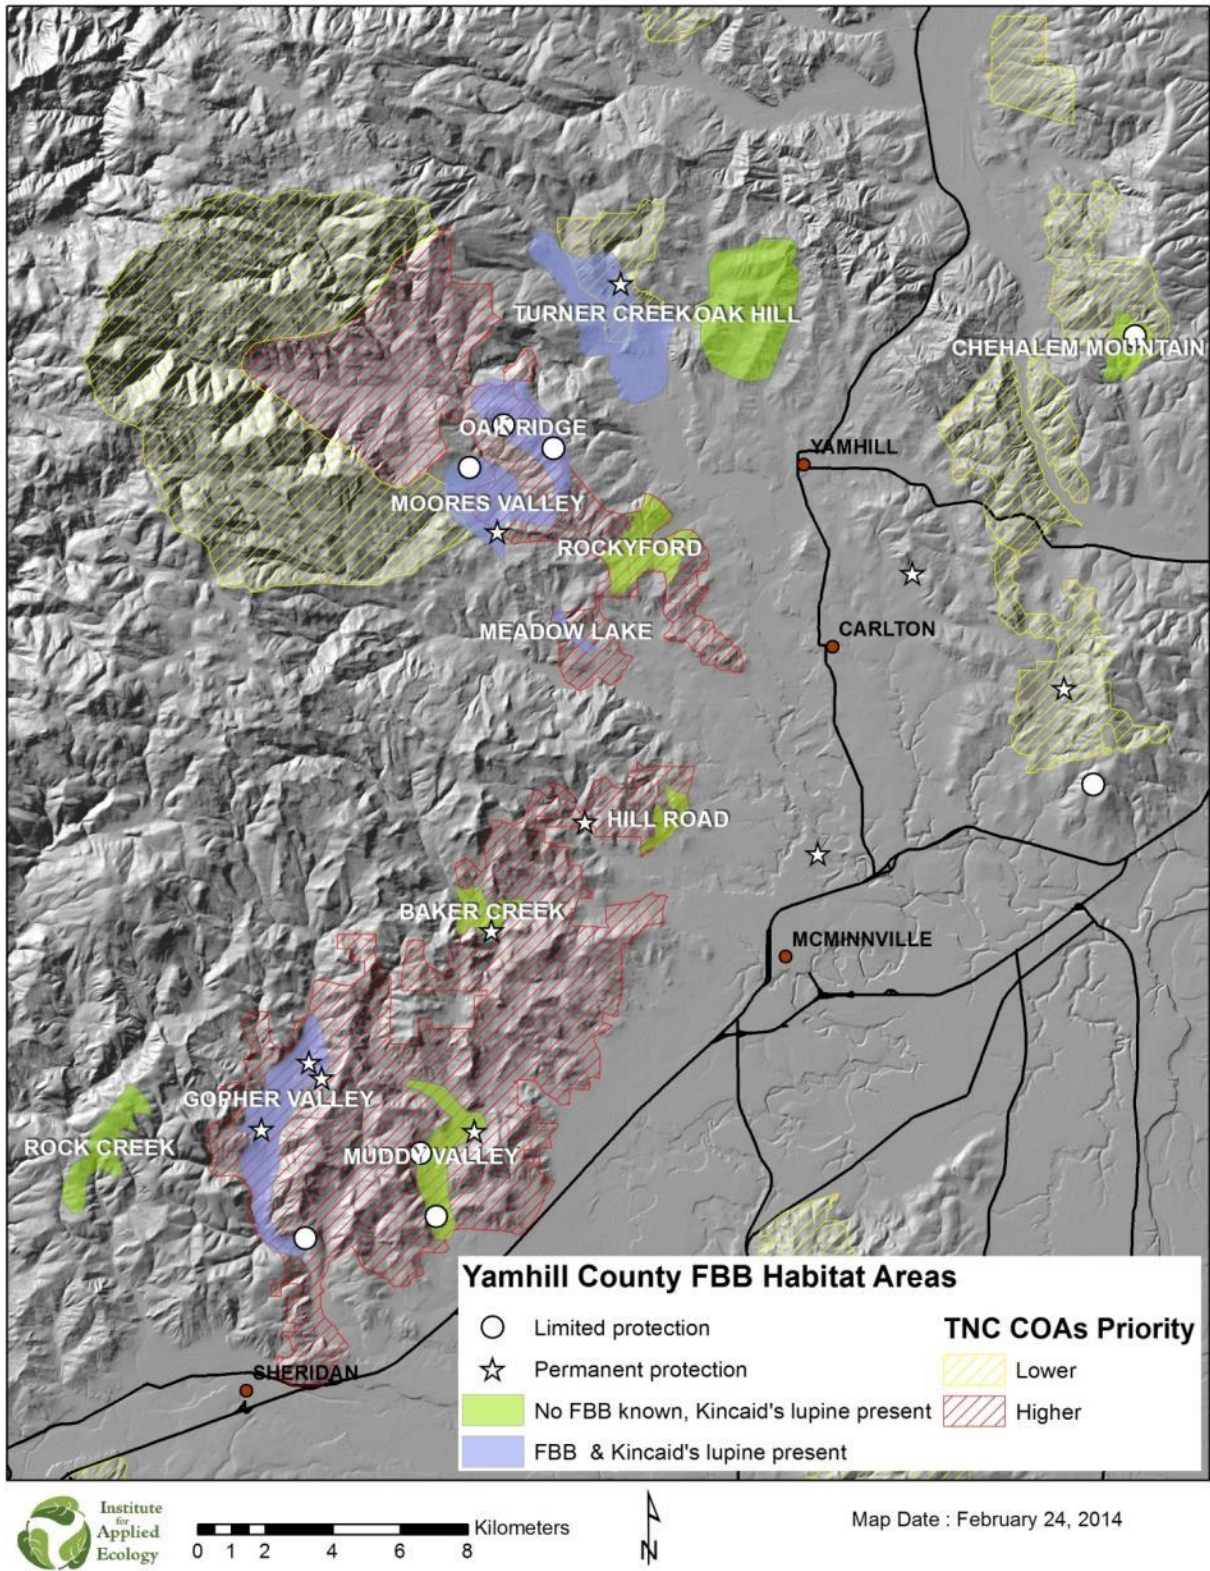 TURNER CREEK
OAK HILL
CHEHALEM MOUNTAIN
OAK RIDGE
YAMHILL
MOORES VALLEY
ROCKYFORD
MEADOW LAKE
CARLTON
HILL ROAD
BAKER CREEK
MCMINNVILLE
GOPHER VALLEY
ROCK CREEK
MUDDY VALLEY
SHERIDAN
Yamhill County FBB Habitat Areas
Limited protection
Permanent protection
No FBB known, Kincaid's lupine present
FBB & Kincaid's lupine present
TNC COAs Priority
Lower
Higher
Institute
for
Applied
Ecology
Kilometers
0 1 2 4 6 8
N
Map Date : February 24, 2014